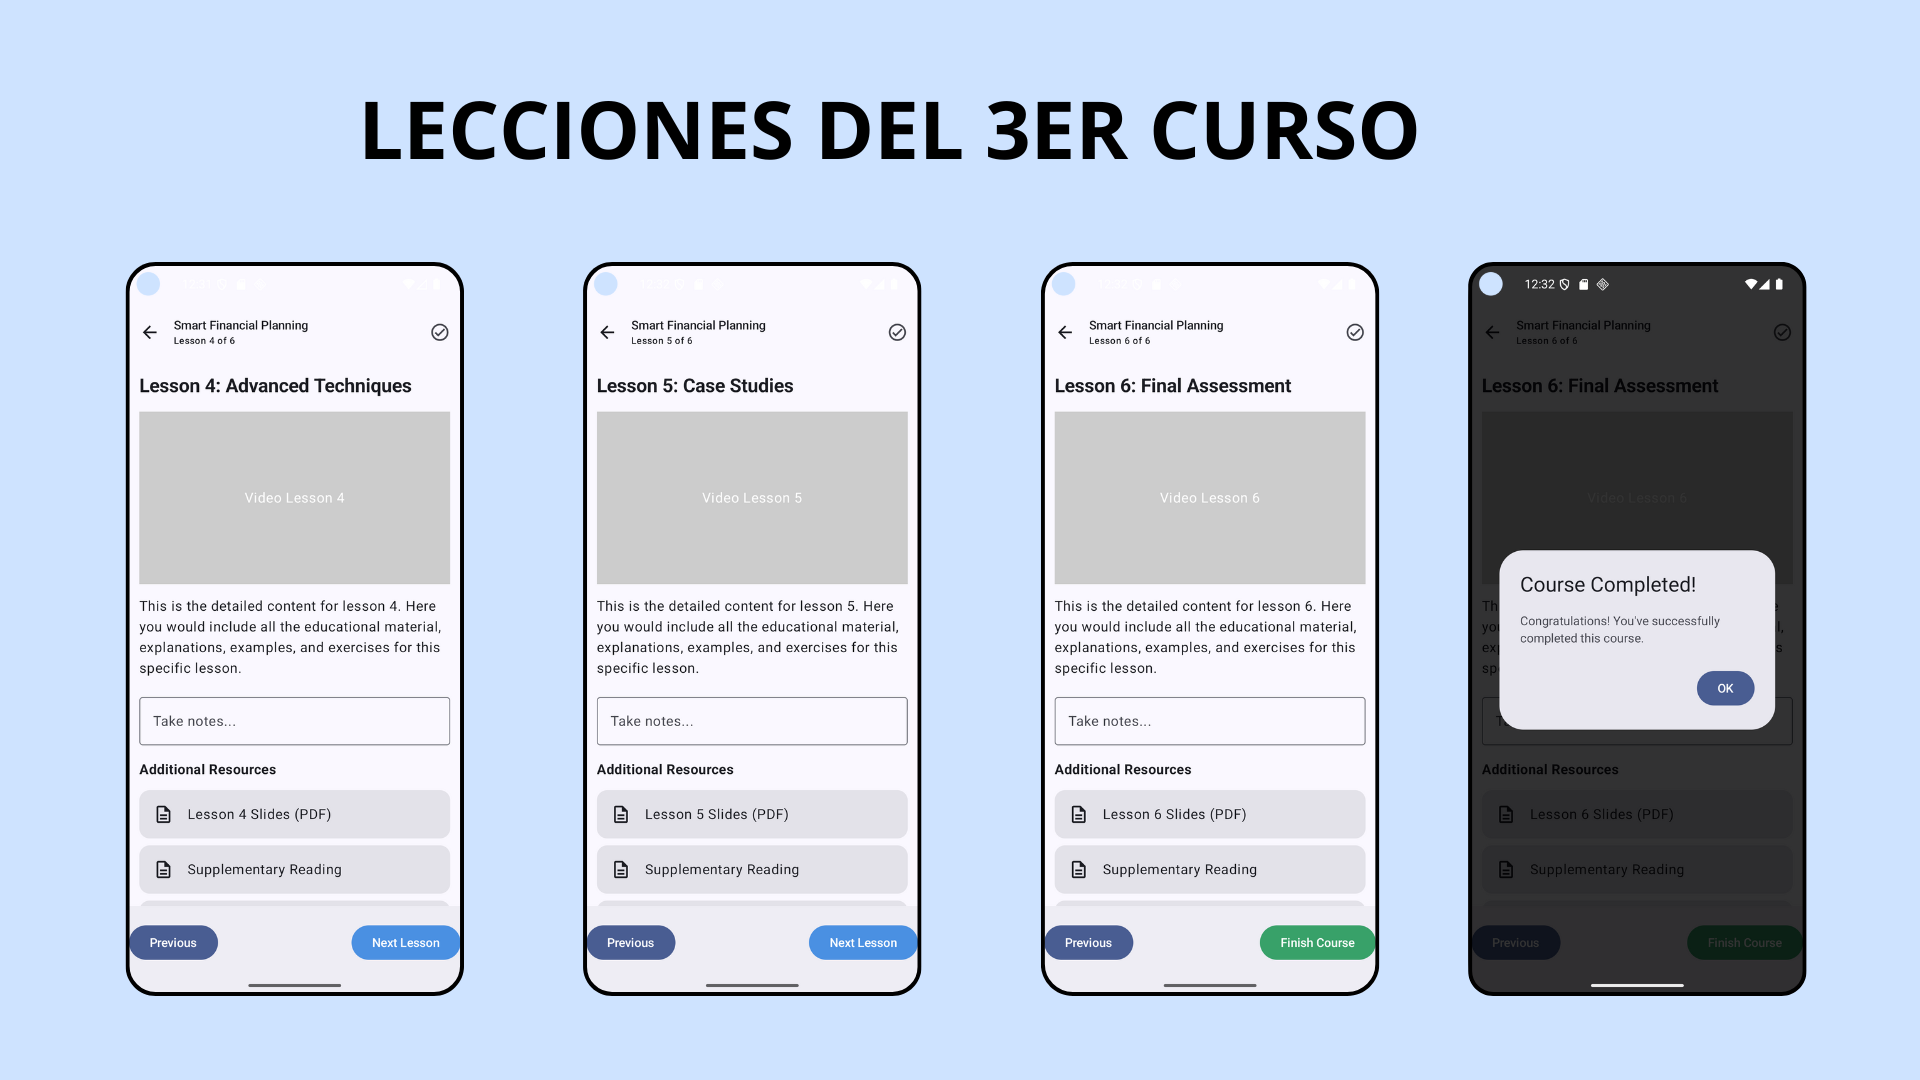 LECCIONES DEL 3ER CURSO
Smart Financial Planning
Lesson 4 of 6
Lesson 4: Advanced Techniques
Video Lesson 4
This is the detailed content for lesson 4. Here
you would include all the educational material,
explanations, examples, and exercises for this
specific lesson.
Take notes...
Additional Resources
Lesson 4 Slides (PDF)
Supplementary Reading
Previous
Next Lesson
Smart Financial Planning
Lesson 5 of 6
Lesson 5: Case Studies
Video Lesson 5
This is the detailed content for lesson 5. Here
you would include all the educational material,
explanations, examples, and exercises for this
specific lesson.
Take notes...
Additional Resources
Lesson 5 Slides (PDF)
Supplementary Reading
Previous
Next Lesson
Smart Financial Planning
Lesson 6 of 6
Lesson 6: Final Assessment
Video Lesson 6
This is the detailed content for lesson 6. Here
you would include all the educational material,
explanations, examples, and exercises for this
specific lesson.
Take notes...
Additional Resources
Lesson 6 Slides (PDF)
Supplementary Reading
Previous
Finish Course
12:32
Smart Financial Planning
Lesson 6 of 6
Lesson 6: Final Assessment
Video Lesson 6
Course Completed!
Congratulations! You've successfully
completed this course.
OK
Additional Resources
Lesson 6 Slides (PDF)
Supplementary Reading
Previous
Finish Course